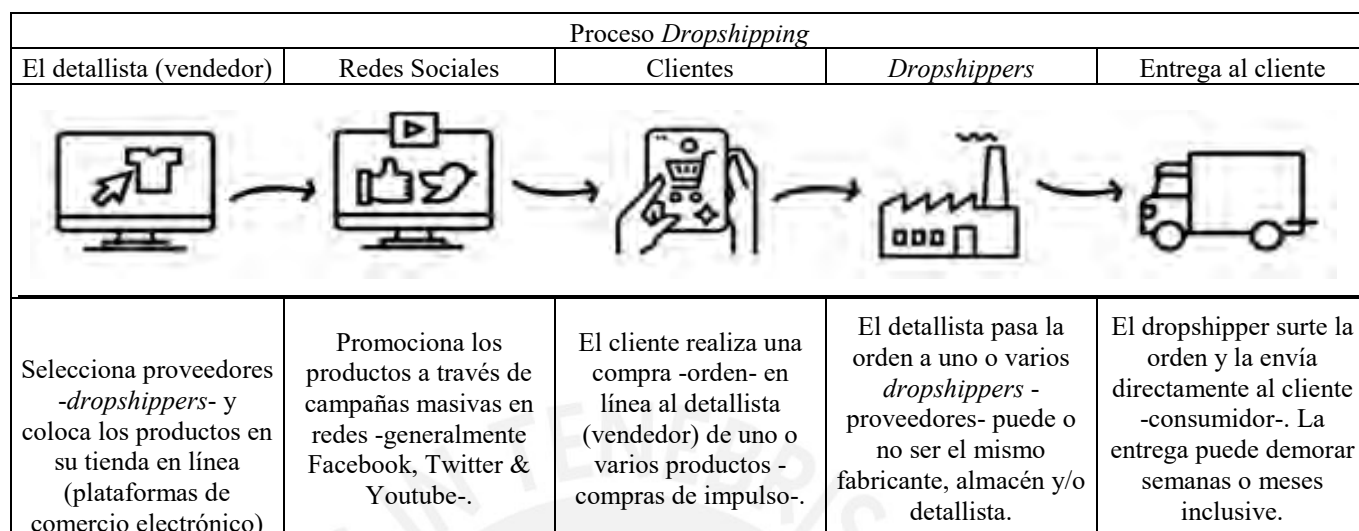 Proceso Dropshipping
El detallista (vendedor)
Redes Sociales
Clientes
Dropshippers
Entrega al cliente
Selecciona proveedores
-dropshippers- y
coloca los productos en
su tienda en línea
(plataformas de
comercio electrónico)
Promociona los
productos a través de
campañas masivas en
redes -generalmente
Facebook, Twitter &
Youtube-.
El cliente realiza una
compra -orden- en
línea al detallista
(vendedor) de uno o
varios productos -
compras de impulso-.
El detallista pasa la
orden a uno o varios
dropshippers -
proveedores- puede o
no ser el mismo
fabricante, almacén y/o
detallista.
El dropshipper surte la
orden y la envía
directamente al cliente
-consumidor-. La
entrega puede demorar
semanas o meses
inclusive.
IN TENEBRIS